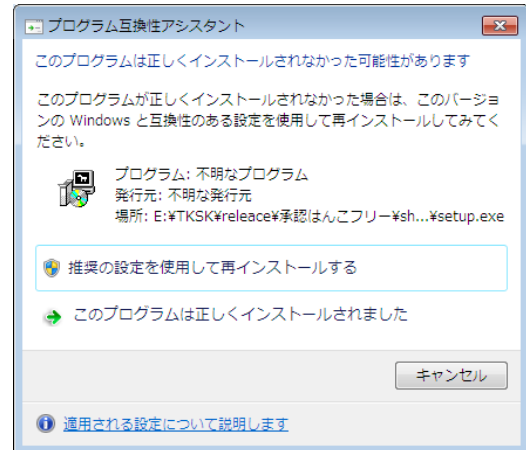 プログラム互換性アシスタント
このプログラムは正しくインストールされなかった可能性があります
このプログラムが正しくインストールされなかった場合は、このバージョ
ンの Windows と互換性のある設定を使用して再インストールしてみてく
ださい。
プログラム: 不明なプログラム
発行元: 不明な発行元
場所: E:¥TKSK¥releace¥承認はんこフリー¥sh...¥setup.exe
推奨の設定を使用して再インストールする
このプログラムは正しくインストールされました
キャンセル
適用される設定について説明します